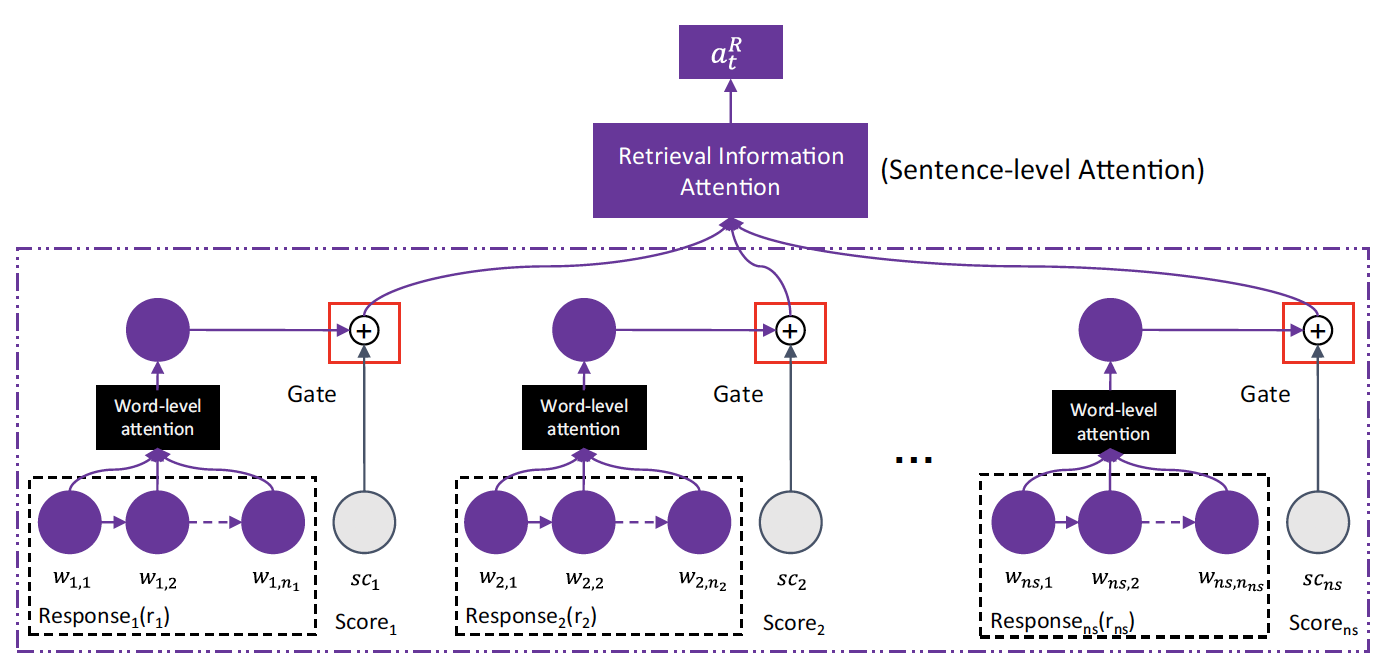 a_t^R
Retrieval Information
Attention
(Sentence-level Attention)
+
+
+
Gate
Gate
Gate
Word-level
attention
Word-level
attention
Word-level
attention
...
w_{1,1} w_{1,2} w_{1,n_1}
sc_1
Response_1(r_1)
Score_1
w_{2,1} w_{2,2} w_{2,n_2}
sc_2
Response_2(r_2)
Score_2
w_{ns,1} w_{ns,2} w_{ns,n_{ns}}
sc_{ns}
Response_{ns}(r_{ns})
Score_{ns}